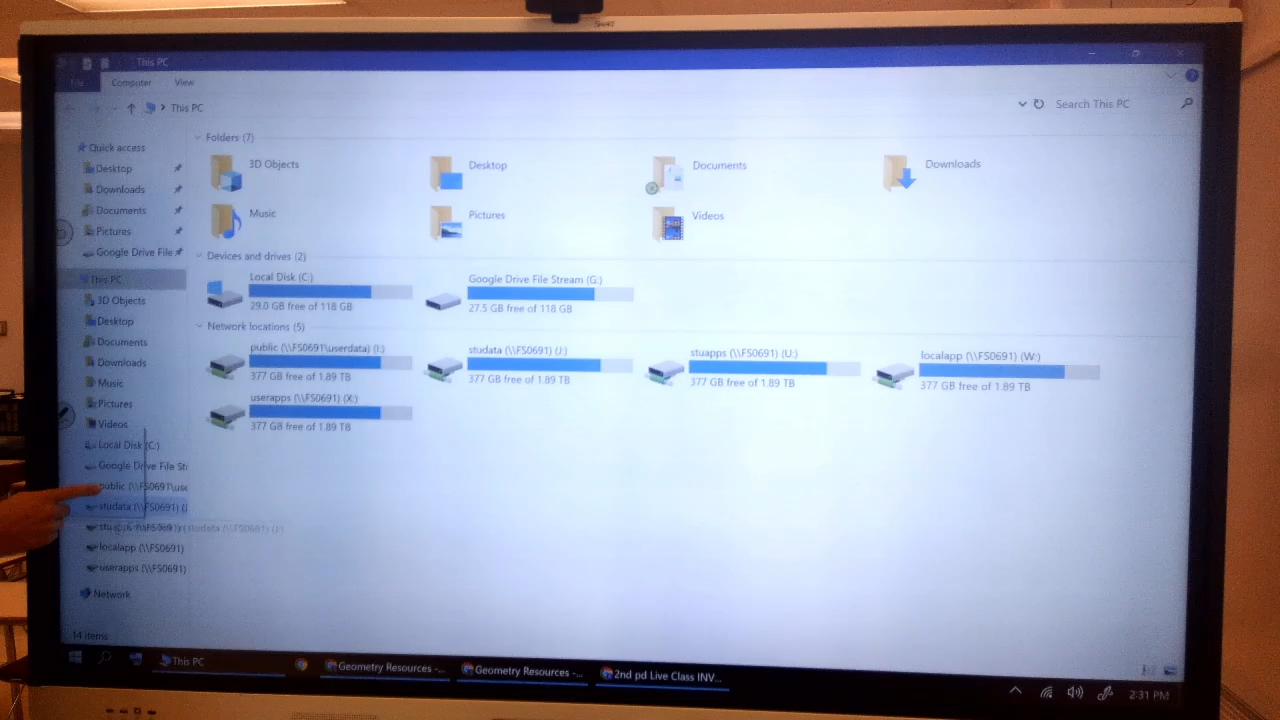 SMART
This PC
File Computer View
This PC
Search This PC
Quick access
Desktop
Downloads
Documents
Pictures
Google Drive File
This PC
3D Objects
Desktop
Documents
Downloads
Music
Pictures
Videos
Local Disk (C:)
Google Drive File Str
public (\\FS0691\use
studata (\\FS0691) (J
studata (\\FS0691) (J:)
localapp (\\FS0691)
userapps (\\FS0691)
Network
14 items
Folders (7)
3D Objects
Desktop
Documents
Downloads
Music
Pictures
Videos
Devices and drives (2)
Local Disk (C:)
29.0 GB free of 118 GB
Google Drive File Stream (G:)
27.5 GB free of 118 GB
Network locations (5)
public (\\FS0691\userdata) (I:)
377 GB free of 1.89 TB
studata (\\FS0691) (J:)
377 GB free of 1.89 TB
stuapps (\\FS0691) (U:)
377 GB free of 1.89 TB
localapp (\\FS0691) (W:)
377 GB free of 1.89 TB
userapps (\\FS0691) (X:)
377 GB free of 1.89 TB
This PC
Geometry Resources -...
Geometry Resources -...
2nd pd Live Class INV...
2:31 PM